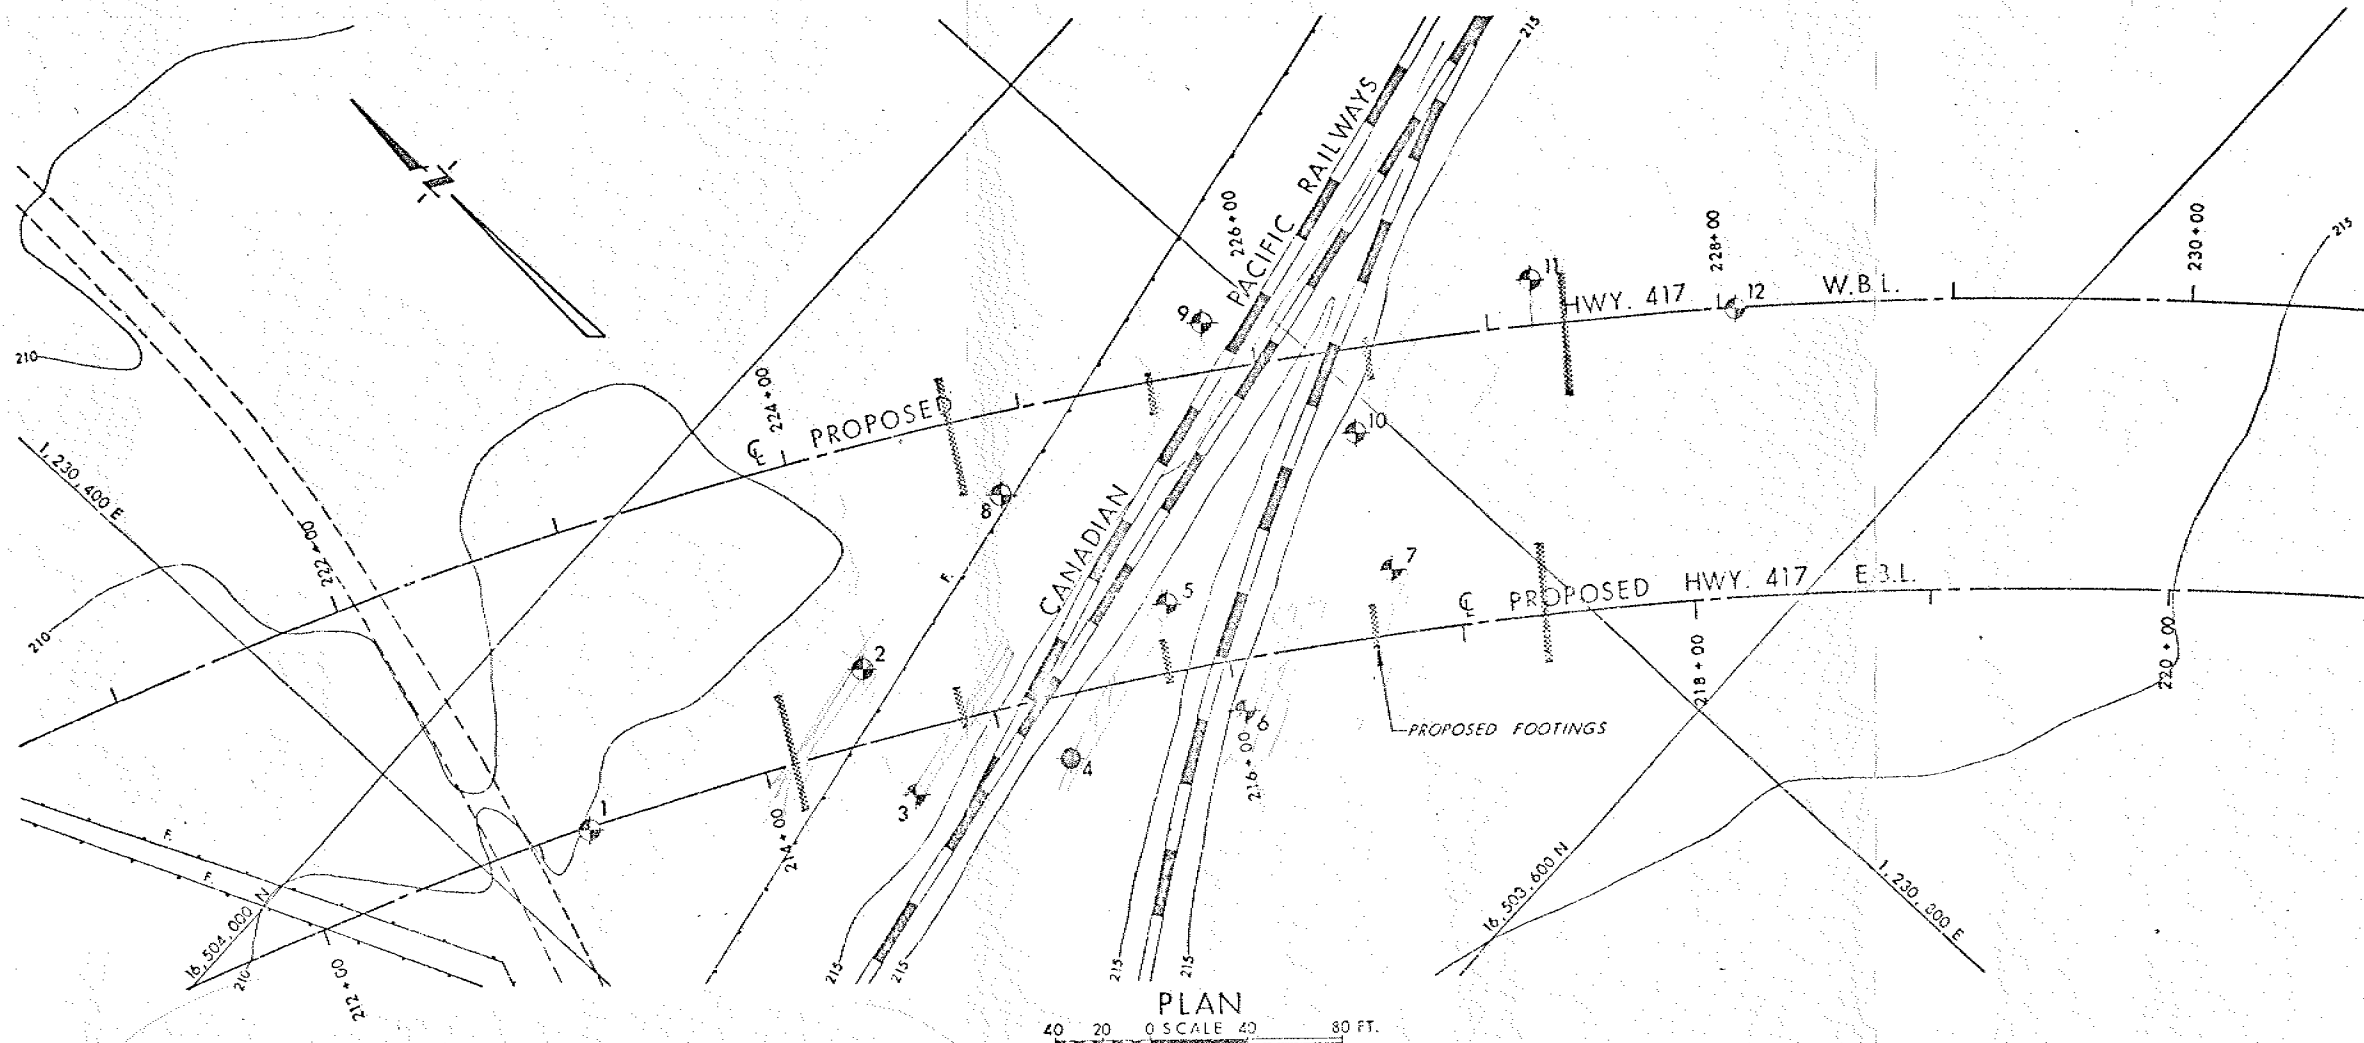 215
CANADIAN PACIFIC RAILWAYS
226+00
228+00
230+00
215
Z
9
11
HWY. 417
12
W.B.L.
210
224+00
℄ PROPOSED
10
1,230,400 E
8
222+00
F.
7
5
℄ PROPOSED HWY. 417 E.B.L.
210
2
218+00
220+00
6
PROPOSED FOOTINGS
4
216+00
3
1
214+00
F.
F.
16,504,000 N
210
212+00
16,503,600 N
215
215
215
215
PLAN
40 20 0 SCALE 40 80 FT.